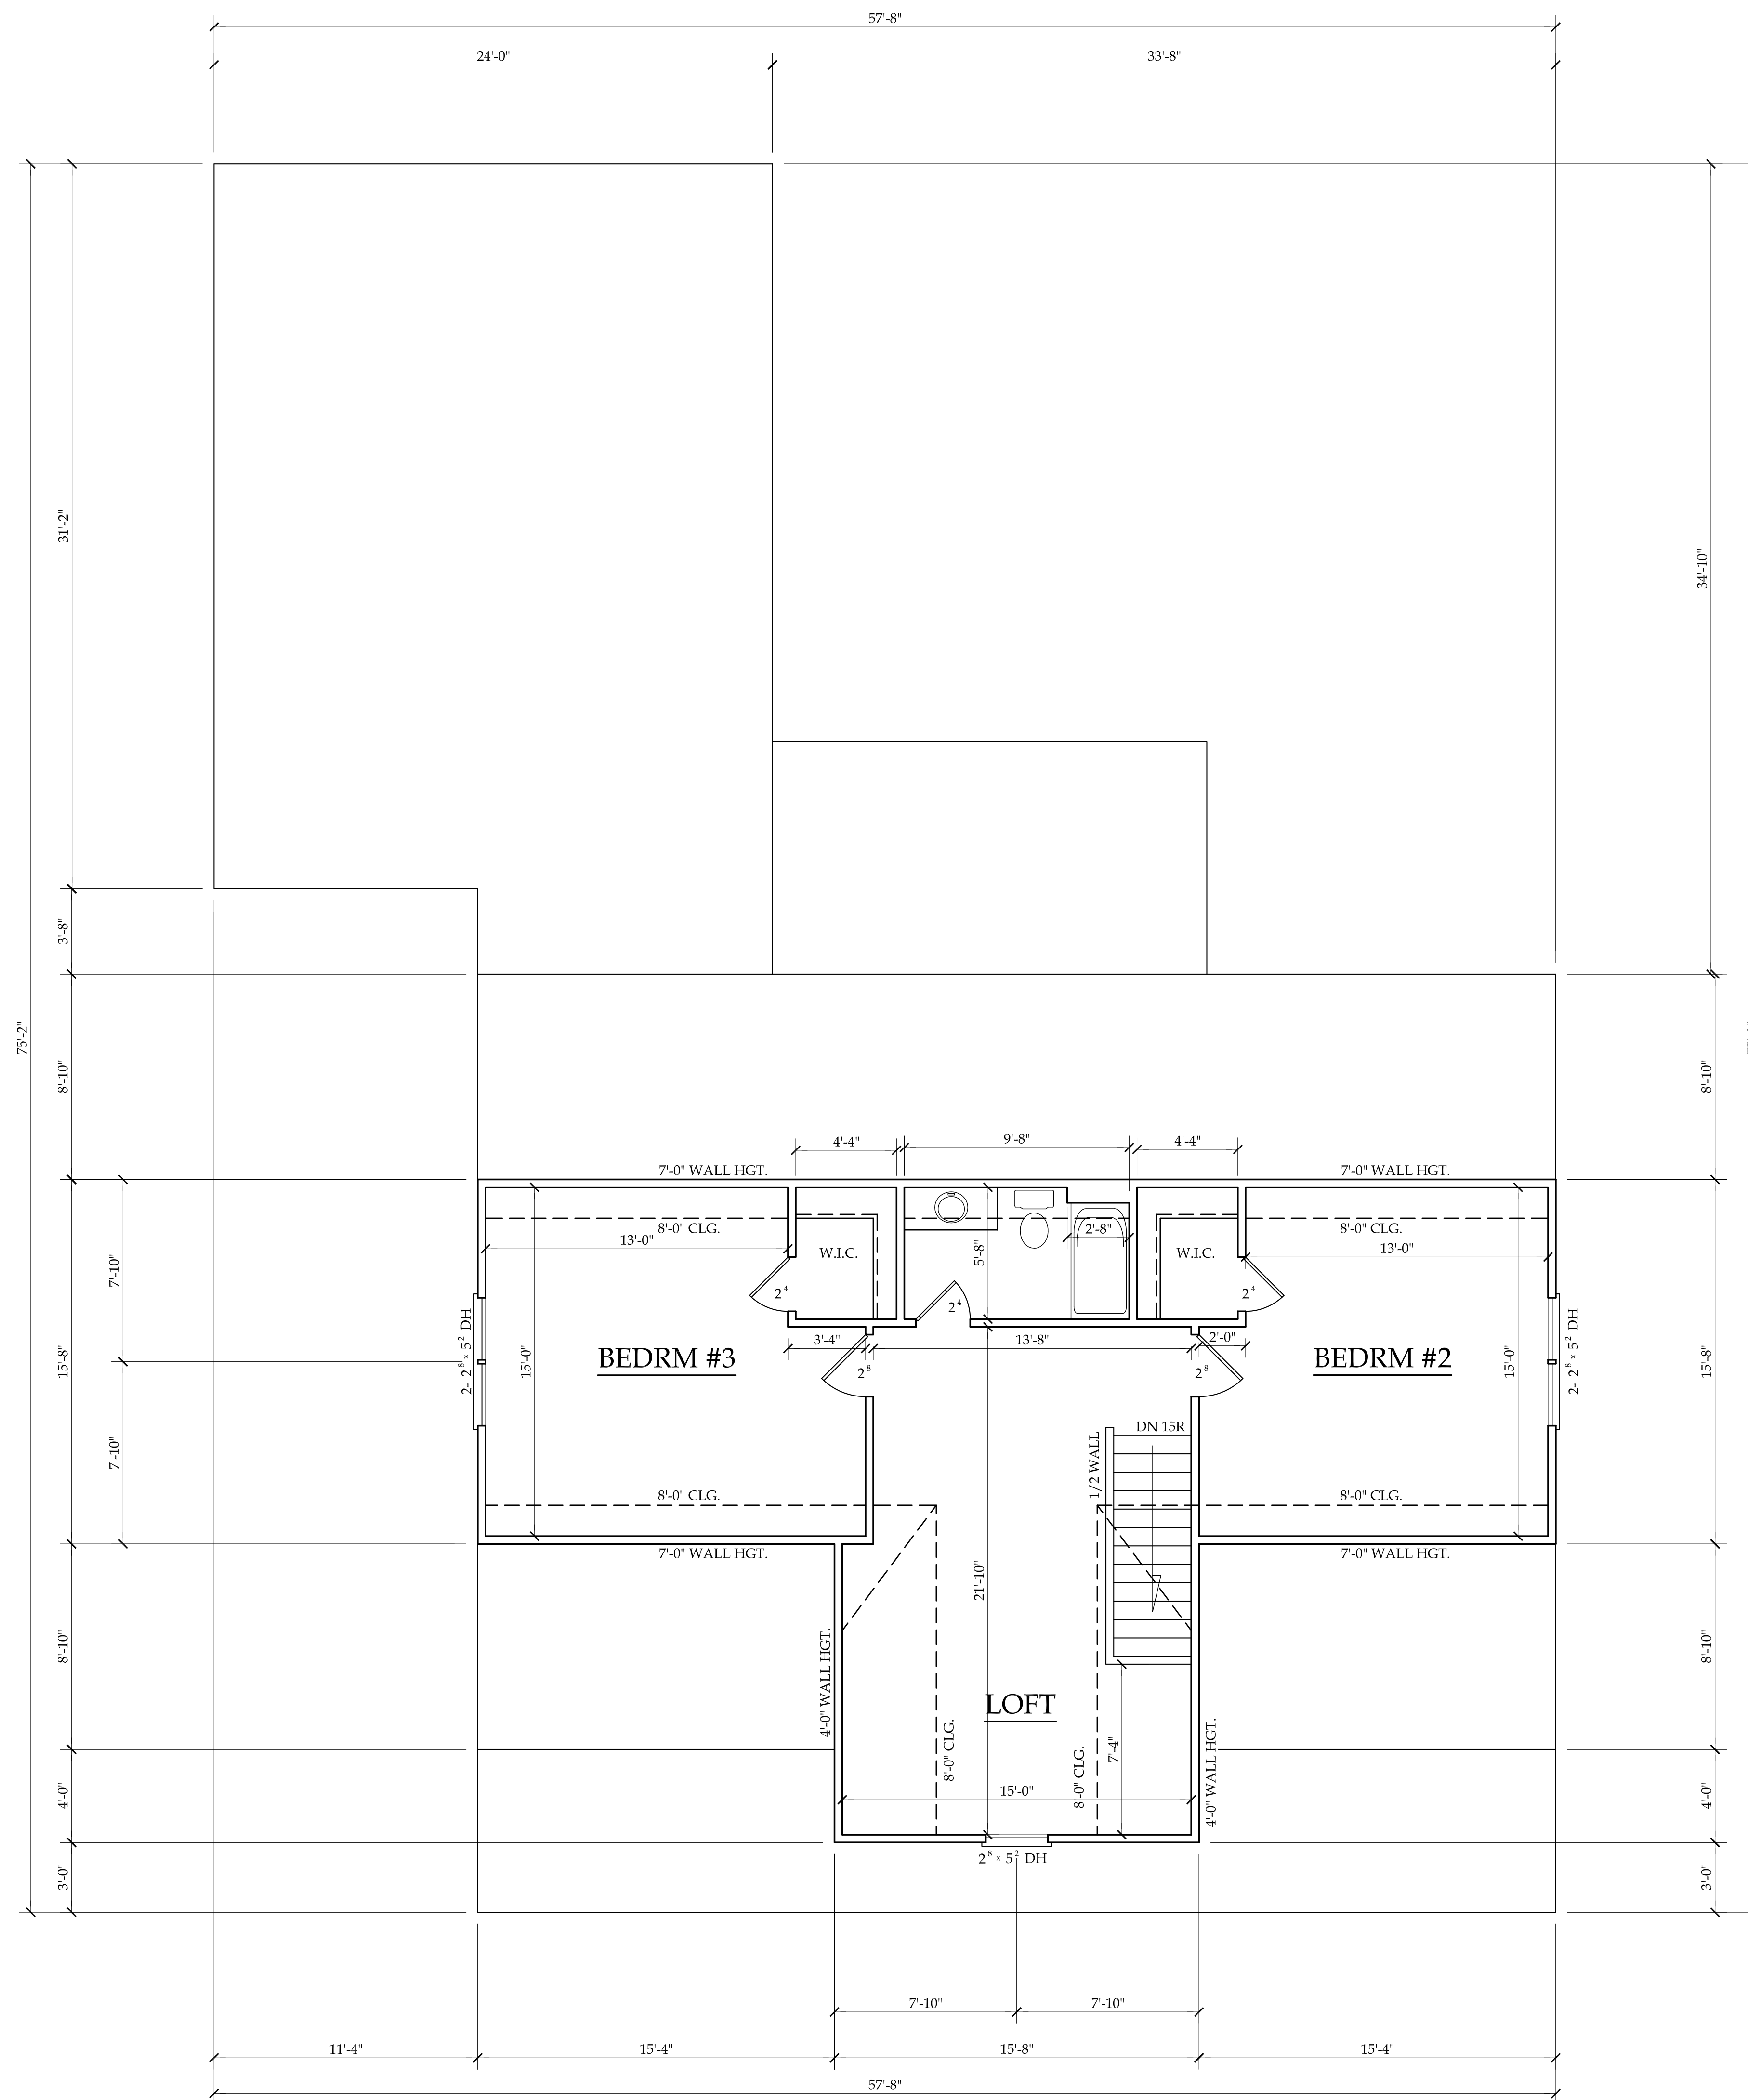 57'-8"
24'-0"
33'-8"
31'-2"
34'-10"
3'-8"
75'-2"
8'-10"
8'-10"
4'-4"
9'-8"
4'-4"
7'-0" WALL HGT.
7'-0" WALL HGT.
8'-0" CLG.
8'-0" CLG.
13'-0"
W.I.C.
5'-8"
2'-8"
W.I.C.
13'-0"
7'-10"
2⁴
2⁴
2⁴
15'-8"
2- 2⁸ x 5² DH
15'-0"
BEDRM #3
3'-4"
13'-8"
2'-0"
BEDRM #2
15'-0"
2- 2⁸ x 5² DH
15'-8"
2⁸
2⁸
7'-10"
DN 15R
1/2 WALL
8'-0" CLG.
8'-0" CLG.
7'-0" WALL HGT.
7'-0" WALL HGT.
21'-10"
8'-10"
4'-0" WALL HGT.
8'-10"
LOFT
8'-0" CLG.
8'-0" CLG.
7'-4"
4'-0" WALL HGT.
4'-0"
15'-0"
4'-0"
2⁸ x 5² DH
3'-0"
3'-0"
7'-10"
7'-10"
11'-4"
15'-4"
15'-8"
15'-4"
57'-8"